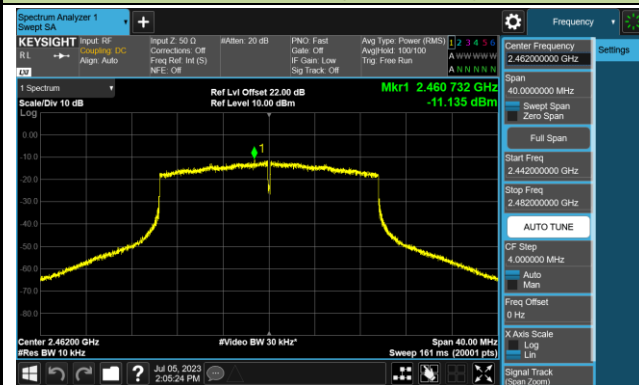 Spectrum Analyzer 1
Swept SA
+
Frequency
KEYSIGHT
Input: RF
Coupling: DC
Align: Auto
Input Z: 50 Ω
Corrections: Off
Freq Ref: Int (S)
NFE: Off
#Atten: 20 dB
PNO: Fast
Gate: Off
IF Gain: Low
Sig Track: Off
Avg Type: Power (RMS)
Avg|Hold: 100/100
Trig: Free Run
1 2 3 4 5 6
A W W W W W
A N N N N N
RL
LXI
1 Spectrum
Scale/Div 10 dB
Ref Lvl Offset 22.00 dB
Ref Level 10.00 dBm
Mkr1 2.460 732 GHz
-11.135 dBm
Log
0.00
-10.0
-20.0
-30.0
-40.0
-50.0
-60.0
-70.0
-80.0
1
Center 2.46200 GHz
#Res BW 10 kHz
#Video BW 30 kHz*
Span 40.00 MHz
Sweep 161 ms (20001 pts)
Center Frequency
2.462000000 GHz
Span
40.0000000 MHz
Swept Span
Zero Span
Full Span
Start Freq
2.442000000 GHz
Stop Freq
2.482000000 GHz
AUTO TUNE
CF Step
4.000000 MHz
Auto
Man
Freq Offset
0 Hz
X Axis Scale
Log
Lin
Signal Track
(Span Zoom)
Settings
?
Jul 05, 2023
2:05:24 PM